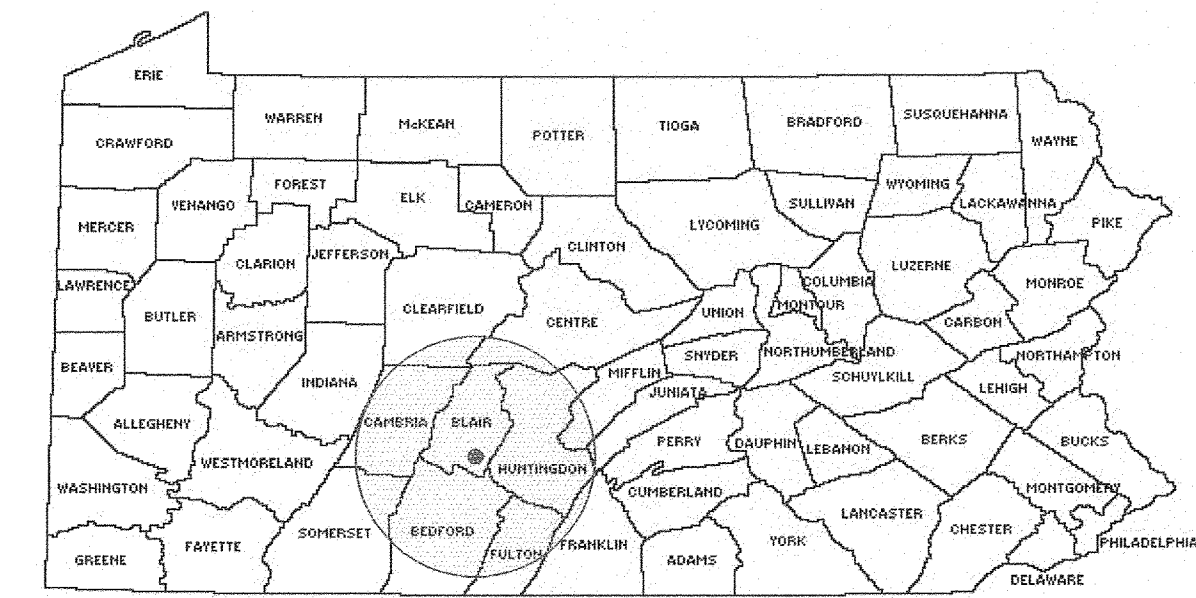 ERIE
WARREN
McKEAN
POTTER
TIOGA
BRADFORD
SUSQUEHANNA
WAYNE
CRAWFORD
FOREST
ELK
CAMERON
VENANGO
LYCOMING
SULLIVAN
WYOMING
LACKAWANNA
PIKE
MERCER
CLARION
JEFFERSON
CLINTON
LUZERNE
MONROE
LAWRENCE
BUTLER
ARMSTRONG
CLEARFIELD
CENTRE
UNION
MONTOUR
COLUMBIA
CARBON
BEAVER
INDIANA
MIFFLIN
SNYDER
NORTHUMBERLAND
SCHUYLKILL
LEHIGH
NORTHAMPTON
ALLEGHENY
CAMBRIA
BLAIR
JUNIATA
PERRY
DAUPHIN
LEBANON
BERKS
BUCKS
WASHINGTON
WESTMORELAND
HUNTINGDON
CUMBERLAND
LANCASTER
MONTGOMERY
GREENE
FAYETTE
SOMERSET
BEDFORD
FULTON
FRANKLIN
ADAMS
YORK
CHESTER
PHILADELPHIA
DELAWARE